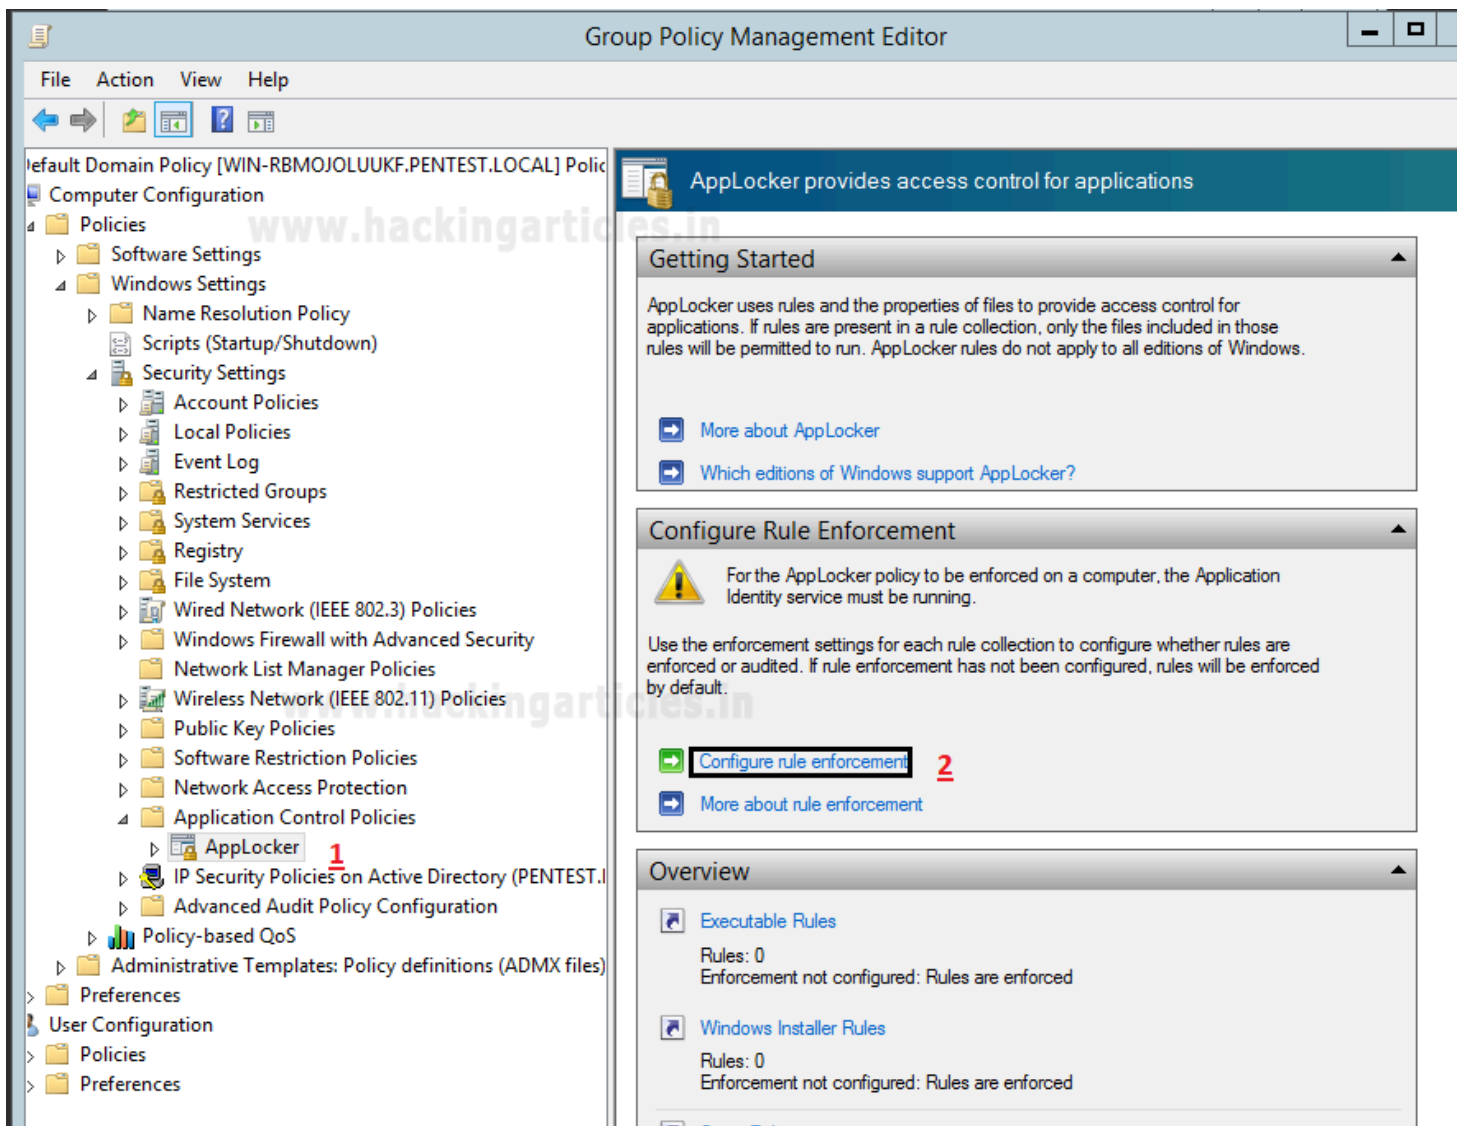 Group Policy Management Editor
File Action View Help
efault Domain Policy [WIN-RBMOJOLUUKF.PENTEST.LOCAL] Polic
Computer Configuration
Policies
Software Settings
Windows Settings
Name Resolution Policy
Scripts (Startup/Shutdown)
Security Settings
Account Policies
Local Policies
Event Log
Restricted Groups
System Services
Registry
File System
Wired Network (IEEE 802.3) Policies
Windows Firewall with Advanced Security
Network List Manager Policies
Wireless Network (IEEE 802.11) Policies
Public Key Policies
Software Restriction Policies
Network Access Protection
Application Control Policies
AppLocker 1
IP Security Policies on Active Directory (PENTEST.
Advanced Audit Policy Configuration
Policy-based QoS
Administrative Templates: Policy definitions (ADMX files)
Preferences
User Configuration
Policies
Preferences
www.hackingarticles.in
www.hackingarticles.in
AppLocker provides access control for applications
Getting Started
AppLocker uses rules and the properties of files to provide access control for
applications. If rules are present in a rule collection, only the files included in those
rules will be permitted to run. AppLocker rules do not apply to all editions of Windows.
More about AppLocker
Which editions of Windows support AppLocker?
Configure Rule Enforcement
For the AppLocker policy to be enforced on a computer, the Application
Identity service must be running.
Use the enforcement settings for each rule collection to configure whether rules are
enforced or audited. If rule enforcement has not been configured, rules will be enforced
by default.
Configure rule enforcement 2
More about rule enforcement
Overview
Executable Rules
Rules: 0
Enforcement not configured: Rules are enforced
Windows Installer Rules
Rules: 0
Enforcement not configured: Rules are enforced